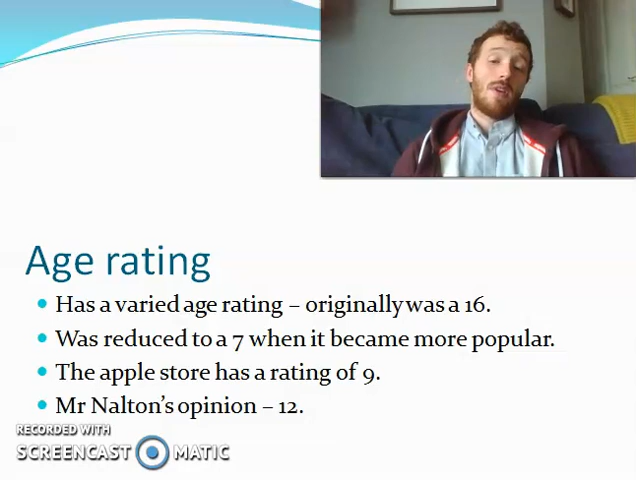 Age rating
Has a varied age rating – originally was a 16.
Was reduced to a 7 when it became more popular.
The apple store has a rating of 9.
Mr Nalton's opinion – 12.
RECORDED WITH
SCREENCAST MATIC